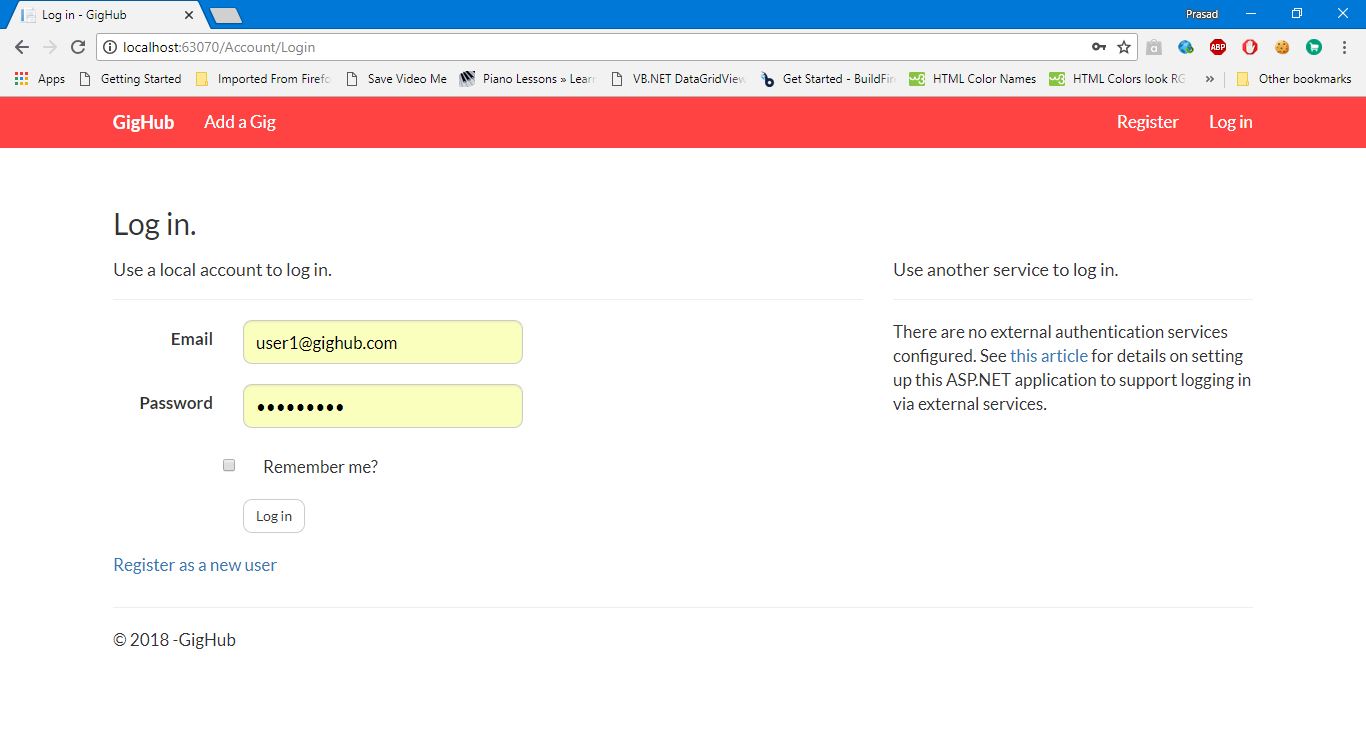 Log in - GigHub
Prasad
localhost:63070/Account/Login
ABP
Apps Getting Started Imported From Firefo Save Video Me Piano Lessons » Learn VB.NET DataGridView Get Started - BuildFir HTML Color Names HTML Colors look RG » Other bookmarks
GigHub Add a Gig Register Log in
Log in.
Use a local account to log in.
Use another service to log in.
Email
user1@gighub.com
Password
•••••••••
Remember me?
Log in
Register as a new user
There are no external authentication services
configured. See this article for details on setting
up this ASP.NET application to support logging in
via external services.
© 2018 -GigHub